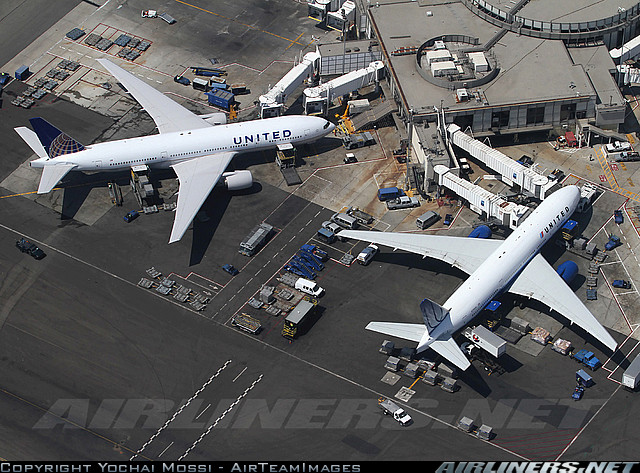 UNITED
UNITED
AIRLINERS.NET
COPYRIGHT YOCHAI MOSSI - AIRTEAMIMAGES
AIRLINERS.NET